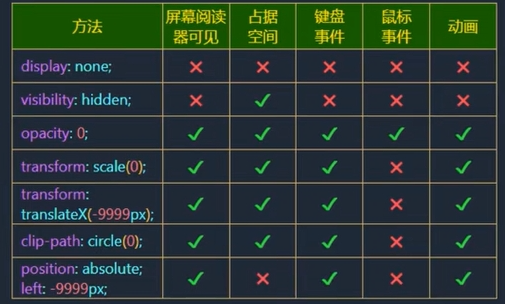 方法 屏幕阅读器可见 占据空间 键盘事件 鼠标事件 动画
display: none; ✕ ✕ ✕ ✕ ✕
visibility: hidden; ✕ ✓ ✕ ✕ ✕
opacity: 0; ✓ ✓ ✓ ✓ ✓
transform: scale(0); ✓ ✓ ✓ ✕ ✓
transform:
translateX(-9999px); ✓ ✓ ✓ ✕ ✓
clip-path: circle(0); ✓ ✓ ✓ ✕ ✓
position: absolute;
left: -9999px; ✓ ✕ ✓ ✕ ✓